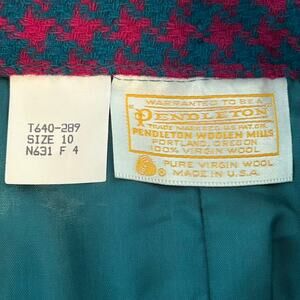 T640-289
SIZE 10
N631 F 4
WARRANTED TO BE A
"PENDLETON"
TRADE MARK REG. U.S. PAT. OFF.
PENDLETON WOOLEN MILLS
PORTLAND, OREGON
100% VIRGIN WOOL
PURE VIRGIN WOOL
MADE IN U.S.A.